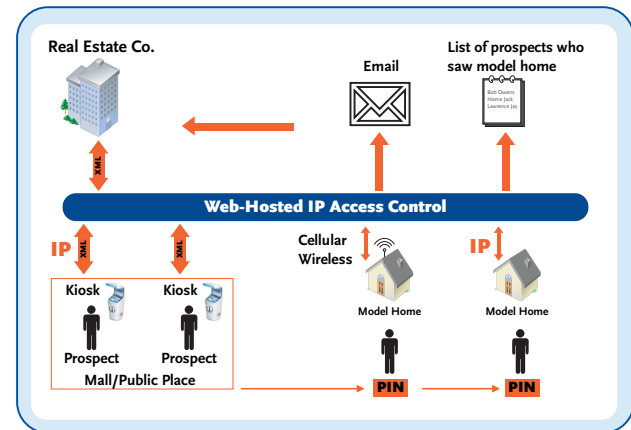 Real Estate Co.
Email
List of prospects who
saw model home
Bob Owens
Home Jack
Lawrence Jay
XML
Web-Hosted IP Access Control
IP
XML
XML
Cellular
Wireless
IP
Kiosk
Kiosk
Model Home
Model Home
Prospect
Prospect
Mall/Public Place
PIN
PIN